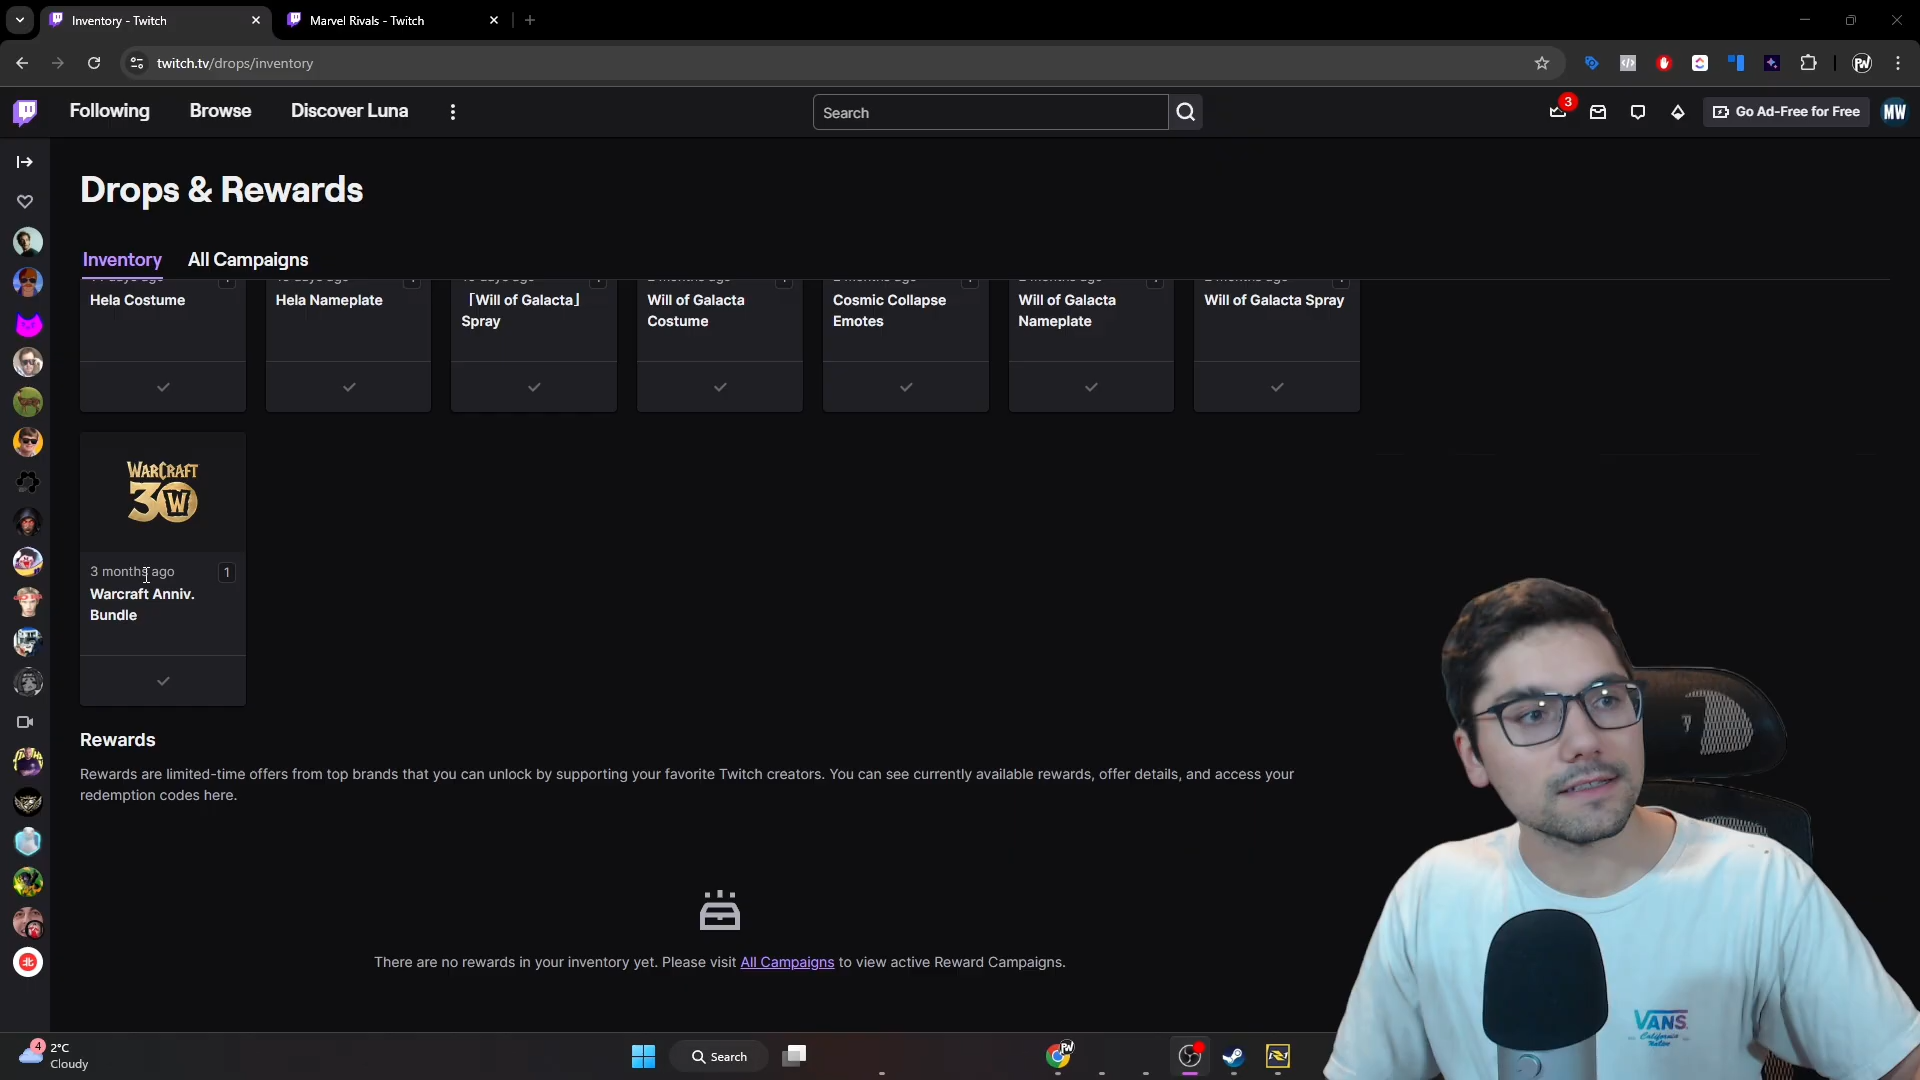 Inventory - Twitch
Marvel Rivals - Twitch
twitch.tv/drops/inventory
Following
Browse
Discover Luna
Search
3
Go Ad-Free for Free
MW
Drops & Rewards
Inventory
All Campaigns
Hela Costume
Hela Nameplate
「Will of Galacta」
Spray
Will of Galacta
Costume
Cosmic Collapse
Emotes
Will of Galacta
Nameplate
Will of Galacta Spray
WARCRAFT
30
W
3 months ago
1
Warcraft Anniv.
Bundle
Rewards
Rewards are limited-time offers from top brands that you can unlock by supporting your favorite Twitch creators. You can see currently available rewards, offer details, and access your
redemption codes here.
There are no rewards in your inventory yet. Please visit All Campaigns to view active Reward Campaigns.
VANS
California
4
2°C
Cloudy
Search